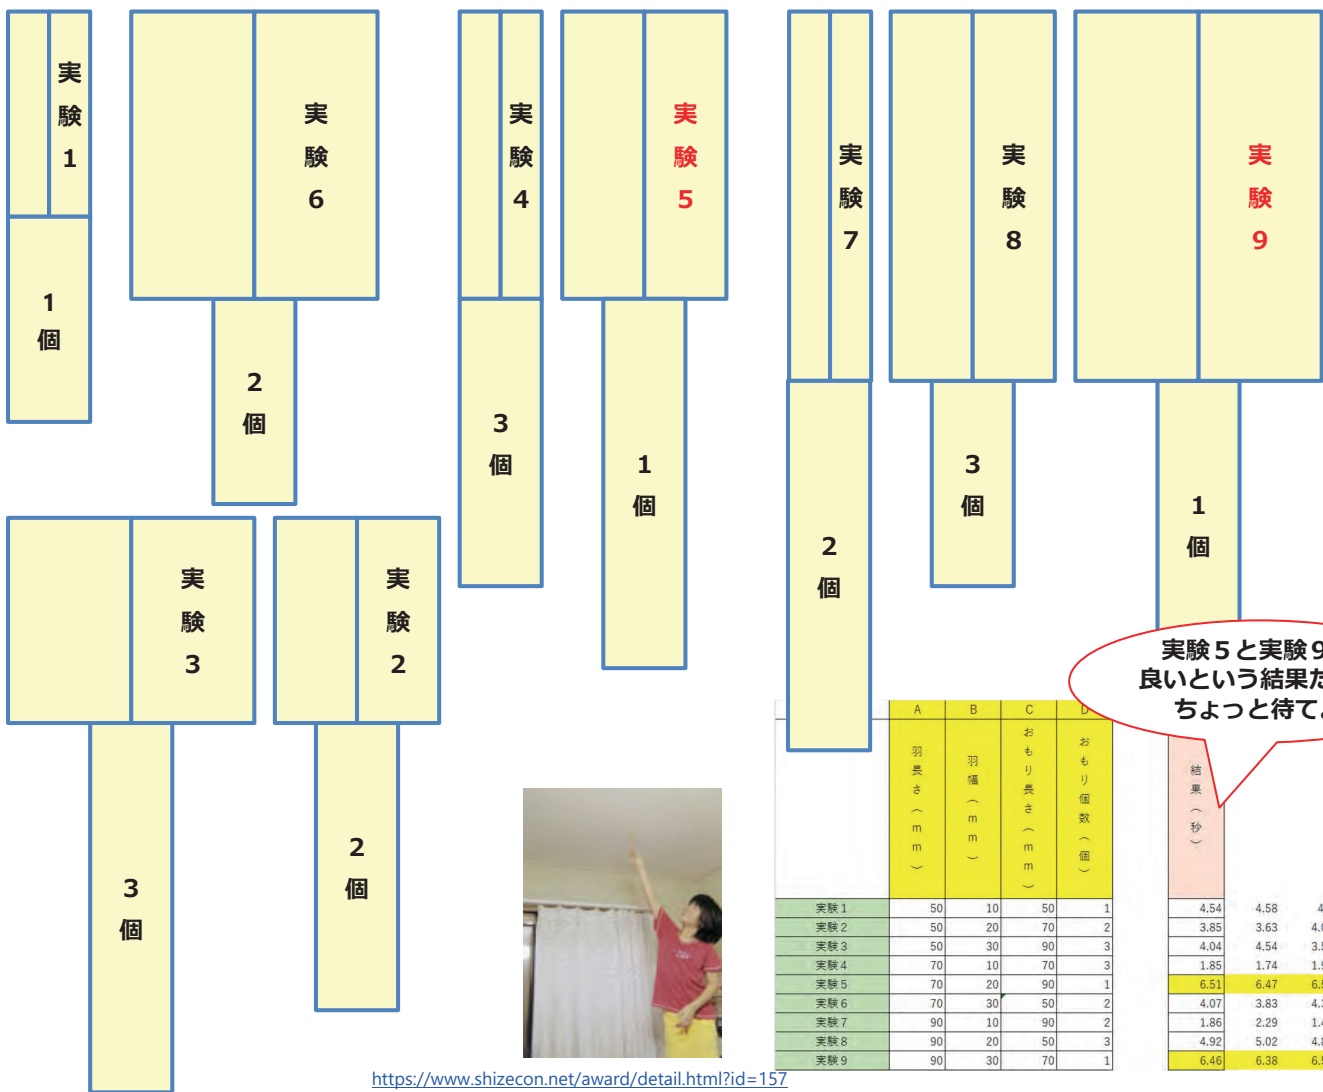 実験1
1個
実験6
2個
実験4
3個
実験5
1個
実験7
2個
実験8
3個
実験9
1個
実験3
3個
実験2
2個
実験5と実験9
良いという結果だ
ちょっと待て
A B C D
羽長さ(mm) 羽幅(mm) おもり長さ(mm) おもり個数(個) 結果(秒)
実験1 50 10 50 1 4.54 4.58
実験2 50 20 70 2 3.85 3.63
実験3 50 30 90 3 4.04 4.54
実験4 70 10 70 3 1.85 1.74
実験5 70 20 90 1 6.51 6.47
実験6 70 30 50 2 4.07 3.83
実験7 90 10 90 2 1.86 2.29
実験8 90 20 50 3 4.92 5.02
実験9 90 30 70 1 6.46 6.38
https://www.shizecon.net/award/detail.html?id=157